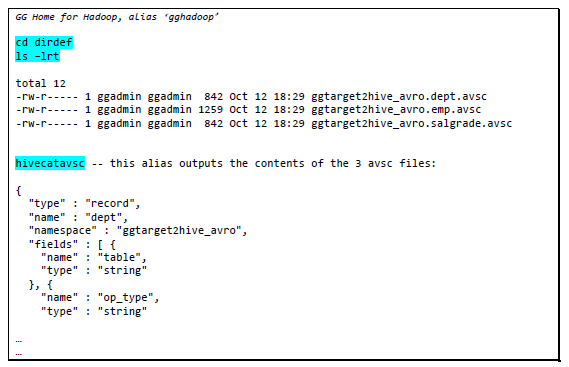 GG Home for Hadoop, alias ‘gghadoop’
cd dirdef
ls –lrt
total 12
-rw-r----- 1 ggadmin ggadmin  842 Oct 12 18:29 ggtarget2hive_avro.dept.avsc
-rw-r----- 1 ggadmin ggadmin 1259 Oct 12 18:29 ggtarget2hive_avro.emp.avsc
-rw-r----- 1 ggadmin ggadmin  842 Oct 12 18:29 ggtarget2hive_avro.salgrade.avsc
hivecatavsc -- this alias outputs the contents of the 3 avsc files:
{
  "type" : "record",
  "name" : "dept",
  "namespace" : "ggtarget2hive_avro",
  "fields" : [ {
    "name" : "table",
    "type" : "string"
  }, {
    "name" : "op_type",
    "type" : "string"
…
…